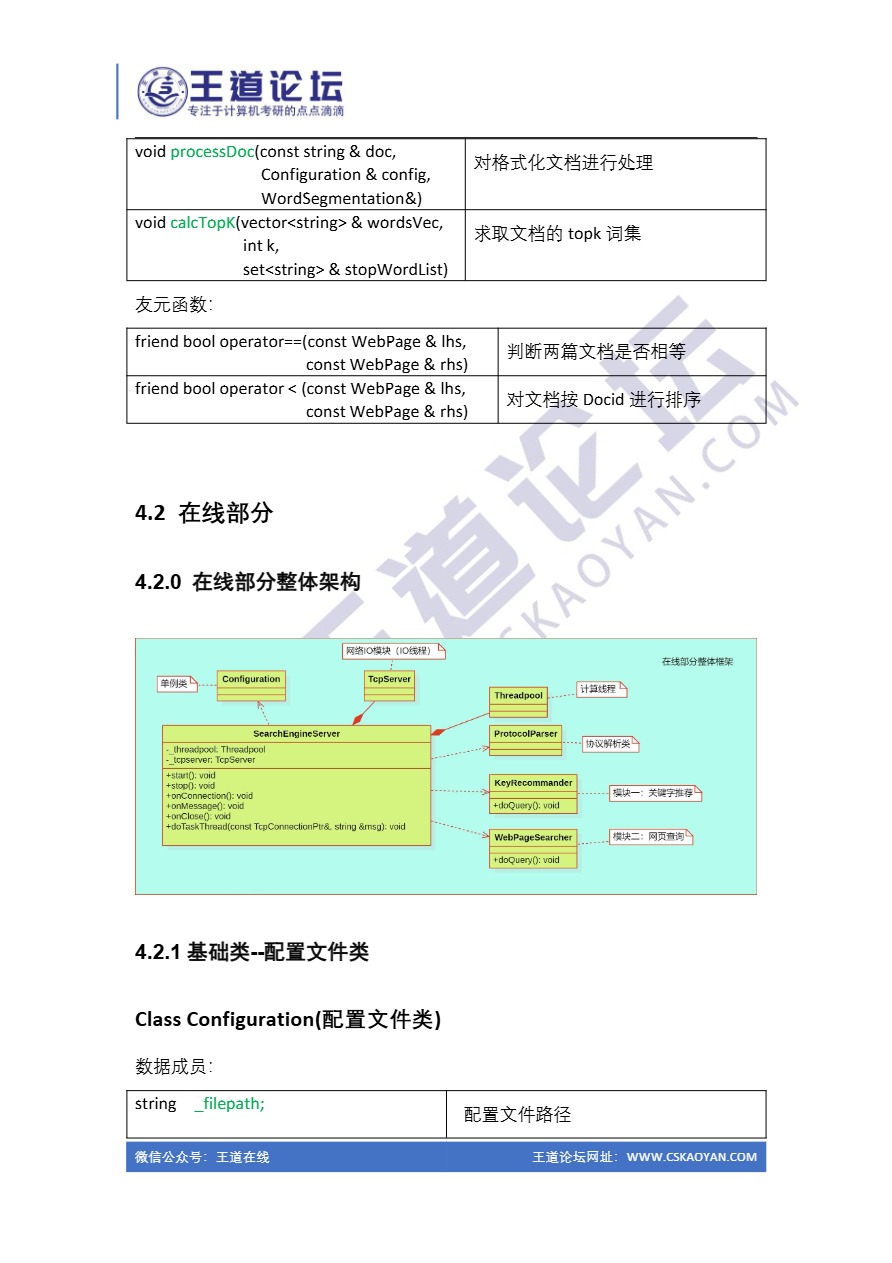 王道论坛
专注于计算机考研的点点滴滴
void processDoc(const string & doc,
Configuration & config,
WordSegmentation&)
对格式化文档进行处理
void calcTopK(vector<string> & wordsVec,
int k,
set<string> & stopWordList)
求取文档的 topk 词集
友元函数：
friend bool operator==(const WebPage & lhs,
const WebPage & rhs)
判断两篇文档是否相等
friend bool operator < (const WebPage & lhs,
const WebPage & rhs)
对文档按 Docid 进行排序
4.2 在线部分
4.2.0 在线部分整体架构
网络IO模块（IO线程）
在线部分整体框架
单例类
Configuration
TcpServer
Threadpool
计算线程
SearchEngineServer
-_threadpool: Threadpool
-_tcpserver: TcpServer
+start(): void
+stop(): void
+onConnection(): void
+onMessage(): void
+onClose(): void
+doTaskThread(const TcpConnectionPtr&, string &msg): void
ProtocolParser
协议解析类
KeyRecommander
+doQuery(): void
模块一：关键字推荐
WebPageSearcher
+doQuery(): void
模块二：网页查询
4.2.1 基础类--配置文件类
Class Configuration(配置文件类)
数据成员：
string _filepath;
配置文件路径
微信公众号：王道在线
王道论坛网址：WWW.CSKAOYAN.COM
王道论坛
CSKAOYAN.COM